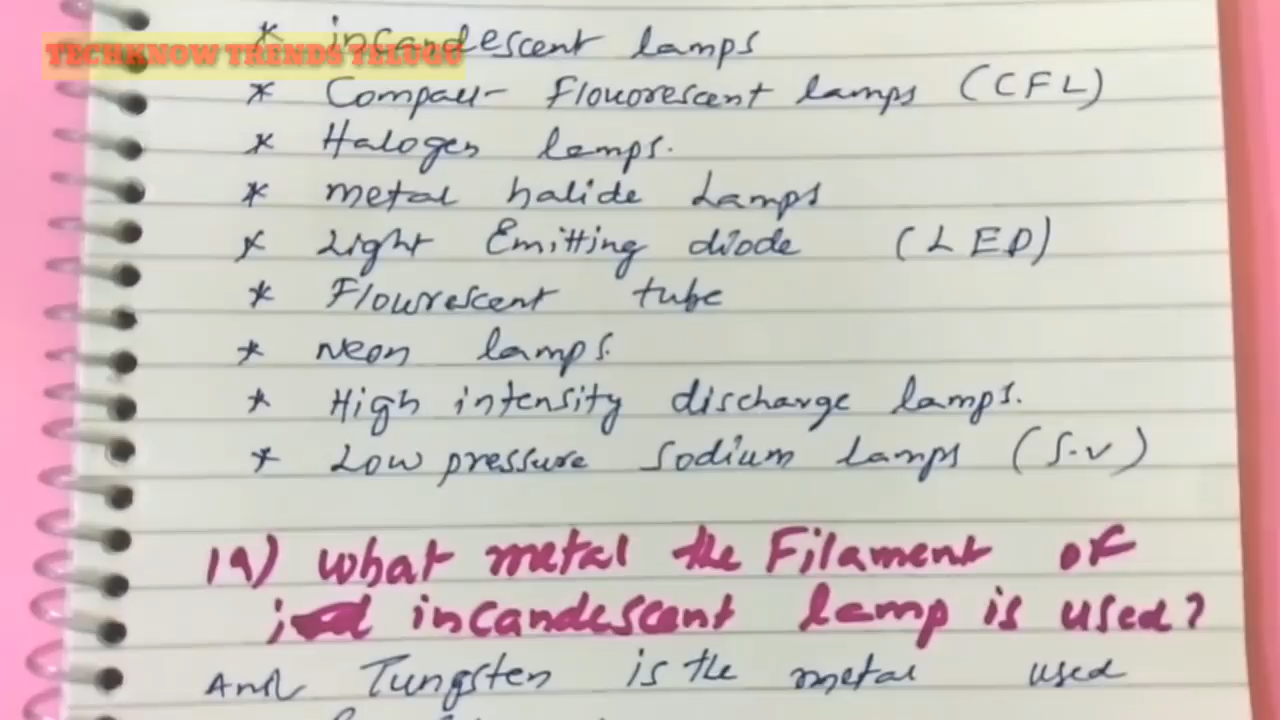 * incandescent lamps
TECHKNOW TRENDS TELUGU
* Compact Flouorescent lamps (CFL)
* Halogen lamps.
* metal halide Lamps
* Light Emitting diode (LED)
* Flourescent tube
* Neon lamps.
* High intensity discharge lamps.
* Low pressure Sodium lamps (S.V)
19) what metal the Filament of
incandescent lamp is used?
Ans Tungsten is the metal used